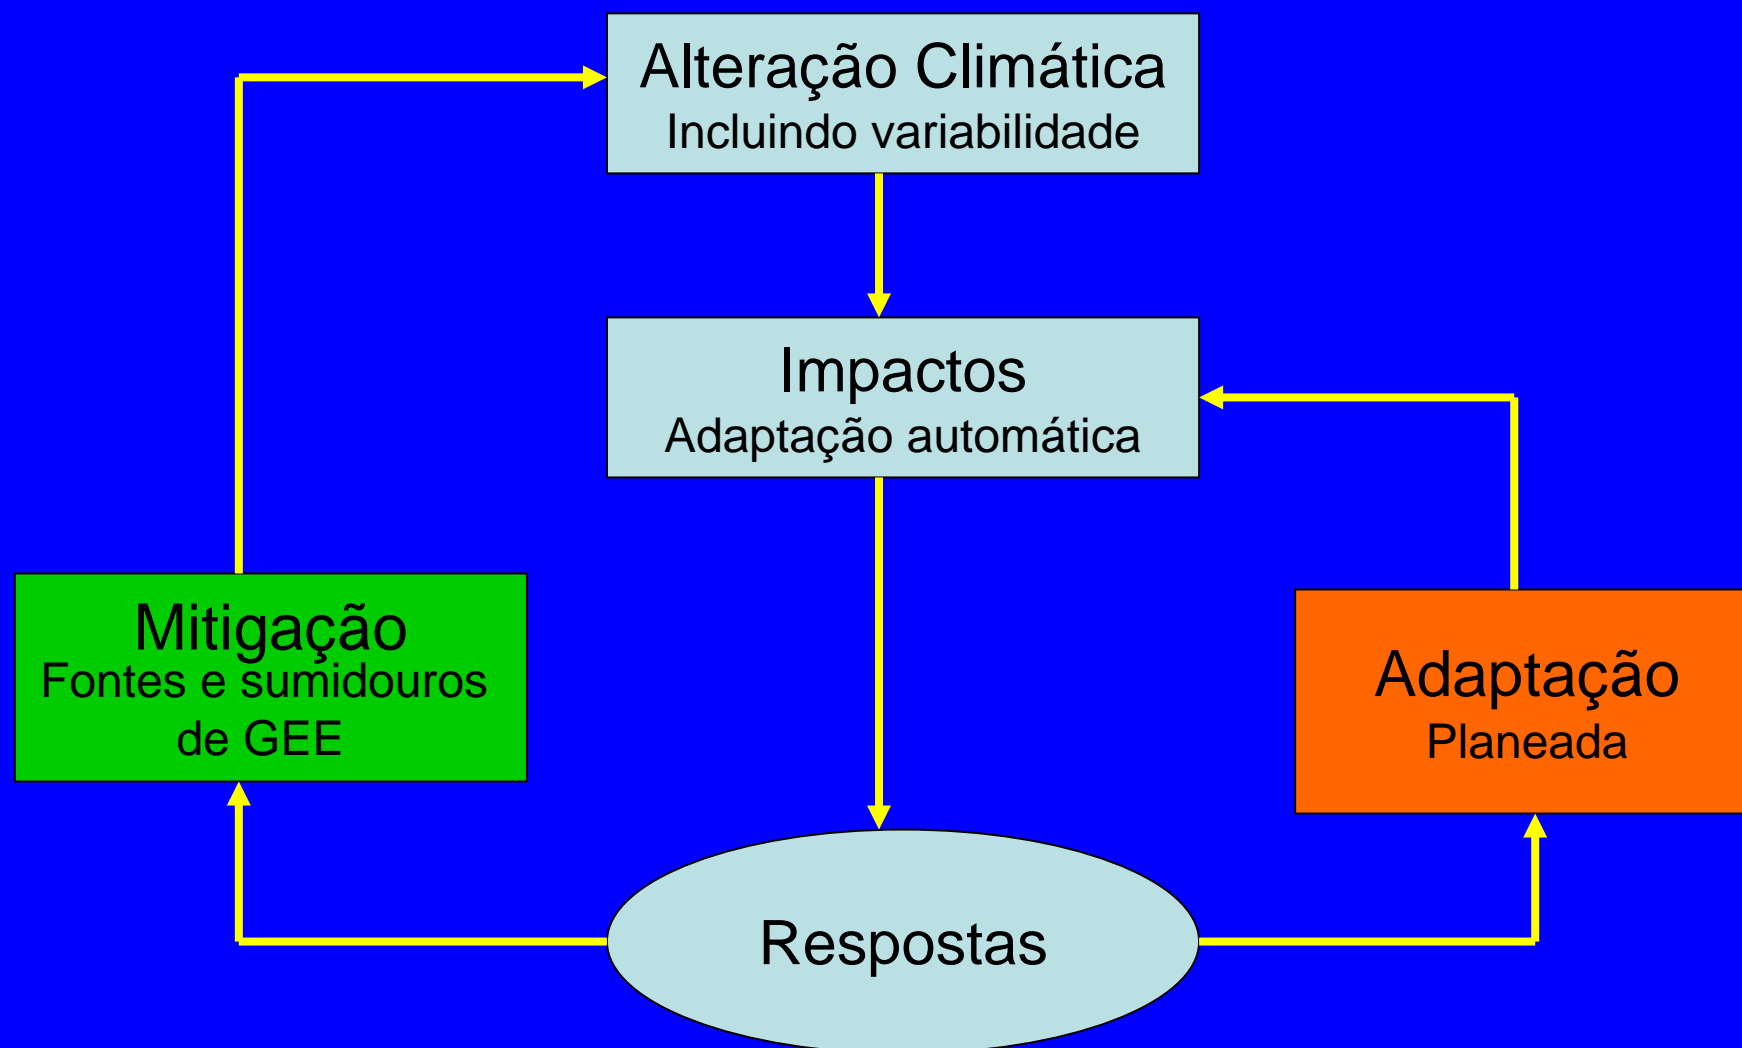 Alteração Climática
Incluindo variabilidade
Impactos
Adaptação automática
Mitigação
Fontes e sumidouros
de GEE
Adaptação
Planeada
Respostas